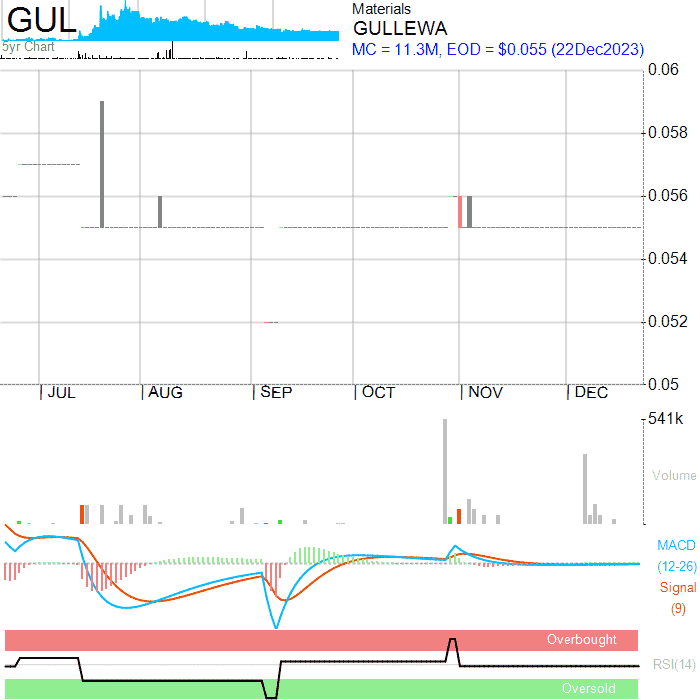 GUL
5yr Chart
Materials
GULLEWA
MC = 11.3M, EOD = $0.055 (22Dec2023)
0.06
0.058
0.056
0.054
0.052
0.05
JUL AUG SEP OCT NOV DEC
541k
Volume
MACD
(12-26)
Signal
(9)
Overbought
RSI(14)
Oversold